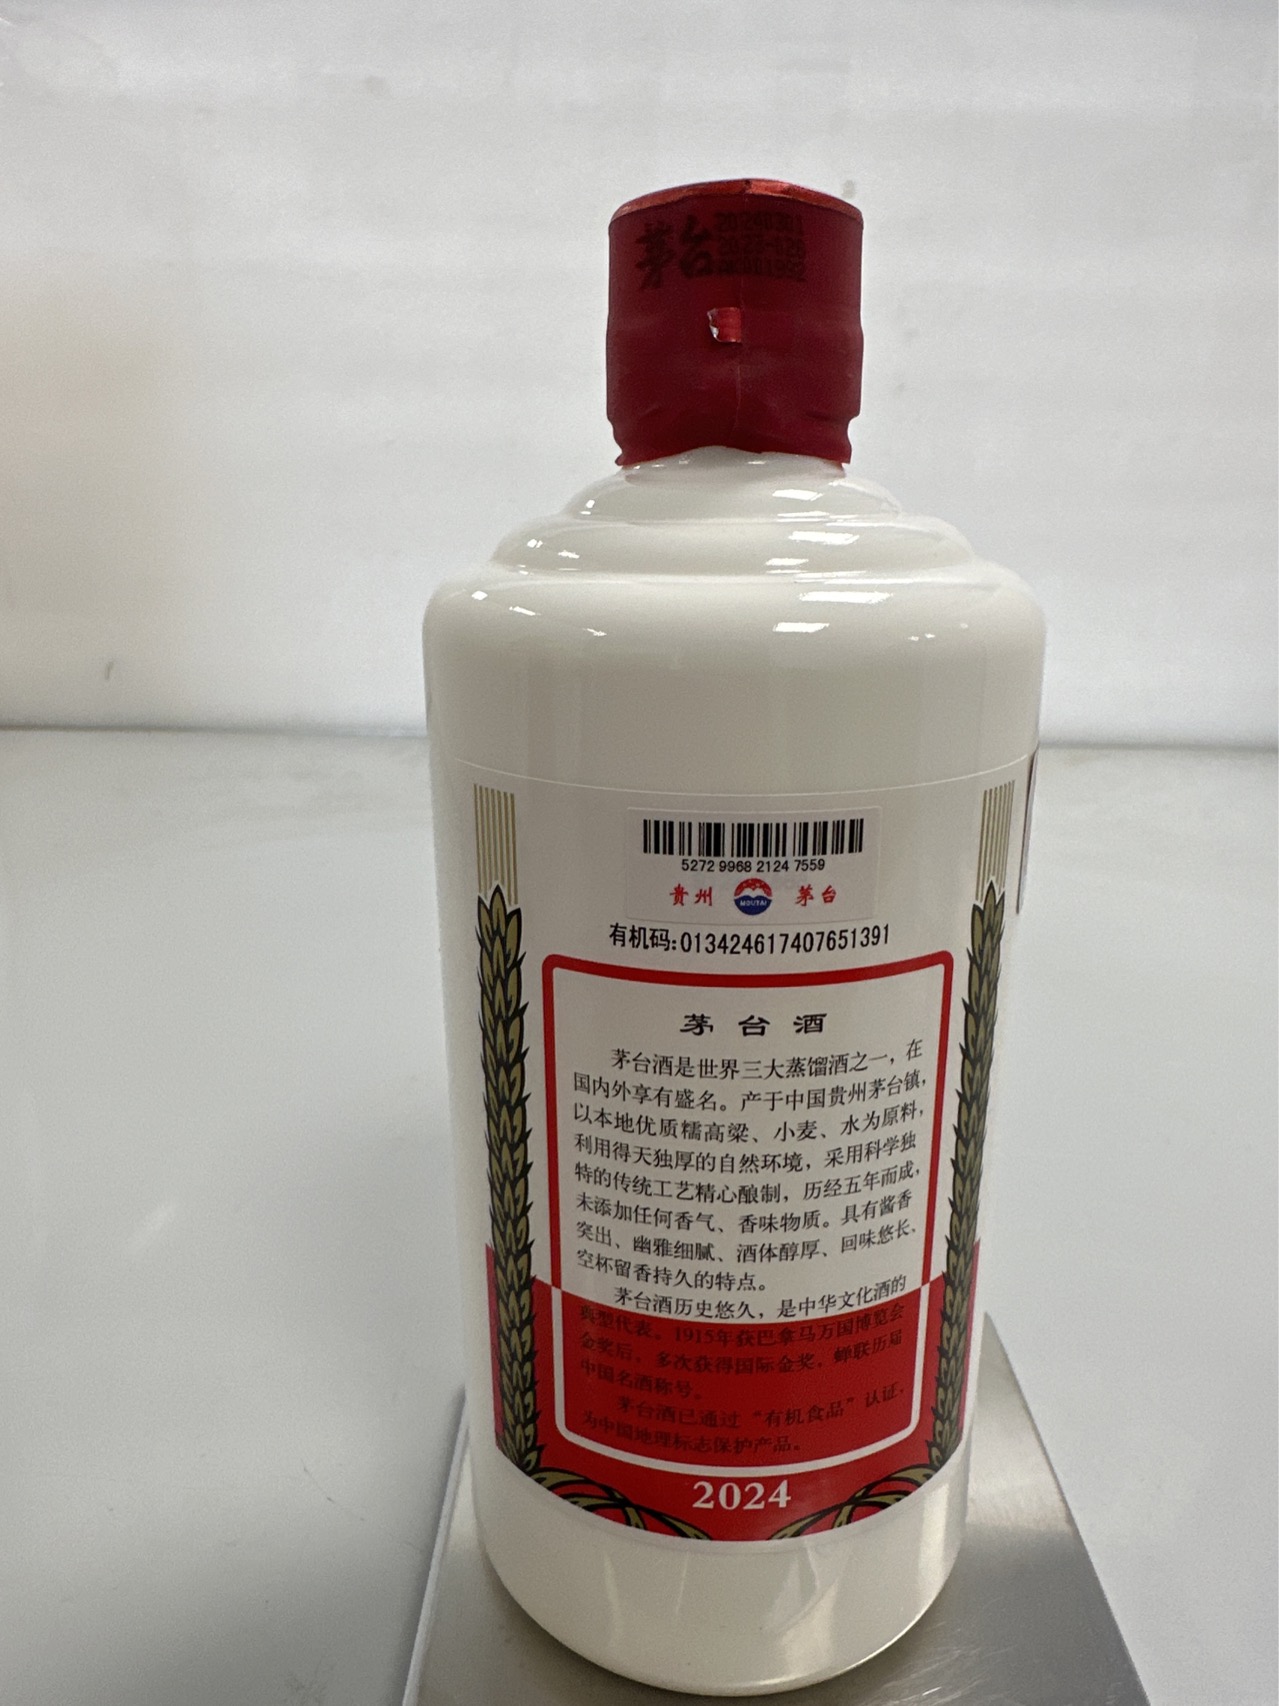 茅台
5272 9968 2124 7559
贵州 MOUTAI 茅台
有机码:013424617407651391
茅台酒
茅台酒是世界三大蒸馏酒之一，在
国内外享有盛名。产于中国贵州茅台镇，
以本地优质糯高粱、小麦、水为原料，
利用得天独厚的自然环境，采用科学独
特的传统工艺精心酿制，历经五年而成，
未添加任何香气、香味物质。具有酱香
突出、幽雅细腻、酒体醇厚、回味悠长、
空杯留香持久的特点。
茅台酒历史悠久，是中华文化酒的
典型代表。1915年获巴拿马万国博览会
金奖后，多次获得国际金奖，蝉联历届
中国名酒称号。
茅台酒已通过“有机食品”认证，
为中国地理标志保护产品。
2024